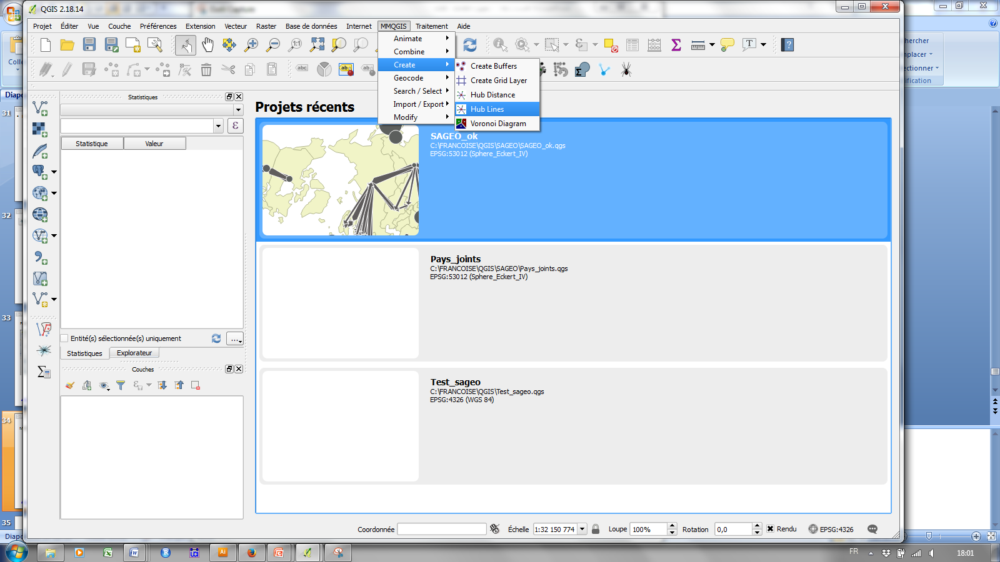 QGIS 2.18.14
Projet Éditer Vue Couche Préférences Extension Vecteur Raster Base de données Internet MMQGIS Traitement Aide
Animate
Combine
Create
Geocode
Search / Select
Import / Export
Modify
Create Buffers
Create Grid Layer
Hub Distance
Hub Lines
Voronoi Diagram
Statistiques
Statistique Valeur
Entité(s) sélectionnée(s) uniquement
Statistiques Explorateur
Couches
Projets récents
SAGEO_ok
C:\FRANCOISE\QGIS\SAGEO\SAGEO_ok.qgs
EPSG:53012 (Sphere_Eckert_IV)
Pays_joints
C:\FRANCOISE\QGIS\SAGEO\Pays_joints.qgs
EPSG:53012 (Sphere_Eckert_IV)
Test_sageo
C:\FRANCOISE\QGIS\Test_sageo.qgs
EPSG:4326 (WGS 84)
Coordonnée Échelle 1:32 150 774 Loupe 100% Rotation 0,0 Rendu EPSG:4326
Colle
Diapo
31
32
33
34
35
Diapo
hercher
mplacer
ectionner
ification
FR 18:01